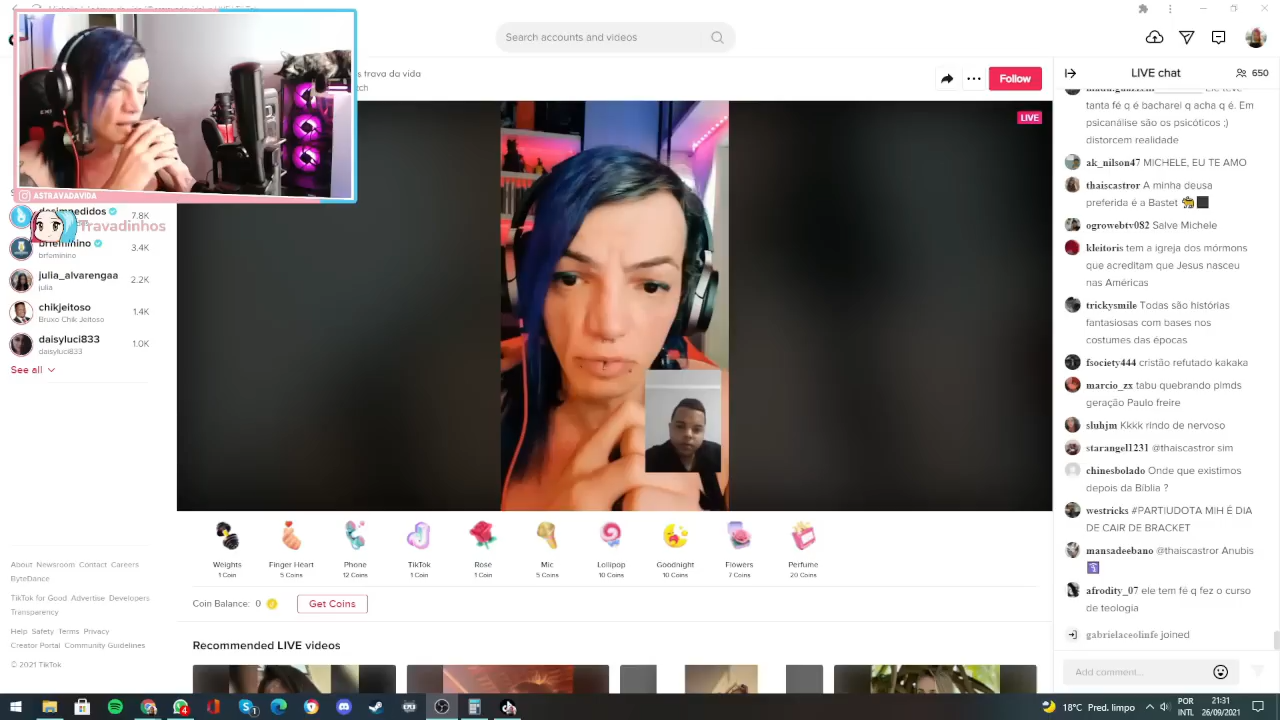 Search accounts and videos
s trava da vida
tch
Follow
LIVE chat
650
LIVE
ASTRAVADAVIDA
desimpedidos
7.8K
Travadinhos
brfeminino
brfeminino
3.4K
julia_alvarengaa
julia
2.2K
chikjeitoso
Bruxo Chik Jeitoso
1.4K
daisyluci833
daisyluci833
1.0K
See all
About Newsroom Contact Careers
ByteDance
TikTok for Good Advertise Developers
Transparency
Help Safety Terms Privacy
Creator Portal Community Guidelines
© 2021 TikTok
Weights
1 Coin
Finger Heart
5 Coins
Phone
12 Coins
TikTok
1 Coin
Rose
1 Coin
Mic
5 Coins
Lollipop
10 Coins
Goodnight
10 Coins
Flowers
7 Coins
Perfume
20 Coins
Coin Balance: 0
Get Coins
Recommended LIVE videos
Ele teve
tanta fé q é bacharel q acha q é. Em
psicanálise são os psicóticos :)
distorcem realidade
ak_nilson47 MICHELE, EU TE AMO
thaiscastror A minha deusa
preferida é a Bastet
ogrowebtv082 Salve Michele
kleitoris tem a igreja dos mórmons
que acreditam que Jesus nasceu
nas Américas
trickysmile Todas são histórias
fantasiosas com bases nos
costumes das épocas
fsociety444 cristão refutado kakaka
marcio_zx tabu quebrando plmds
geração Paulo freire
sluhjm Kkkk rindo de nervoso
starangel1231 @thaiscastror sim
chinesbolado Onde que existimos
depois da Bíblia ?
westricks #PARTIUDOTA MIH É DIA
DE CAIR DE BRACKET
mansadeebano @thaiscastror Anubis
afrodity_07 ele tem fé q fez o curso
de teologia
gabrielaceolinfe joined
Add comment...
18°C Pred. limpo
POR
INTL
21:31
26/09/2021